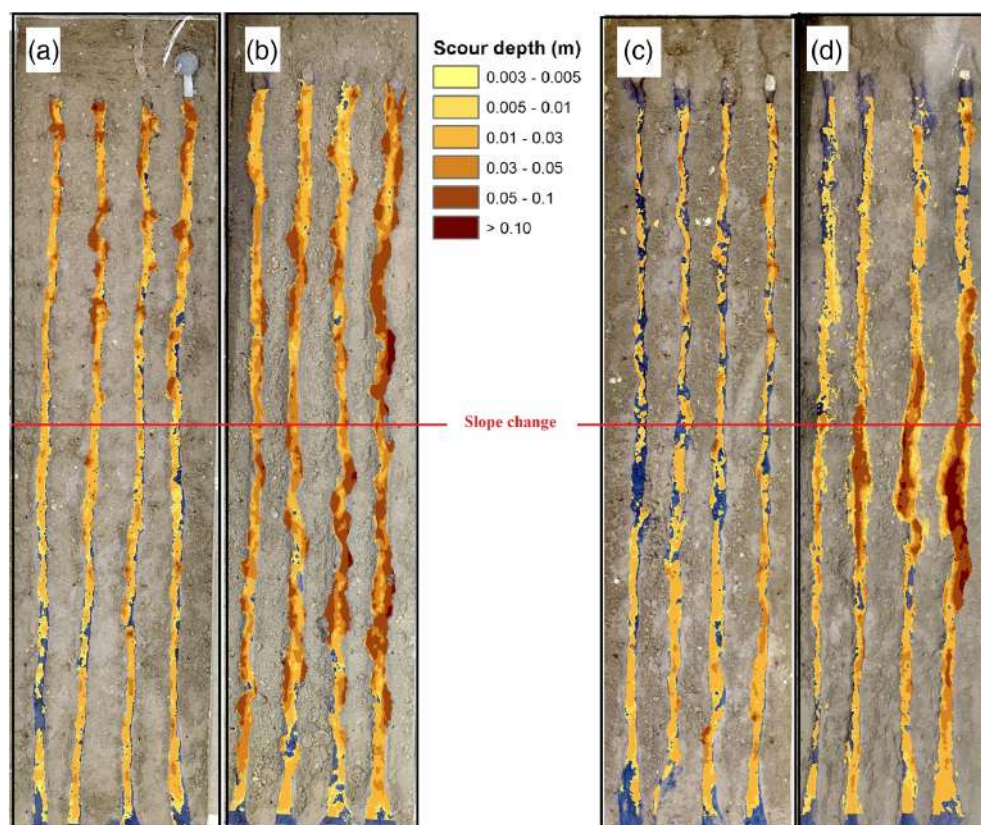 (a)
(b)
Scour depth (m)
0.003 - 0.005
0.005 - 0.01
0.01 - 0.03
0.03 - 0.05
0.05 - 0.1
> 0.10
(c)
(d)
Slope change